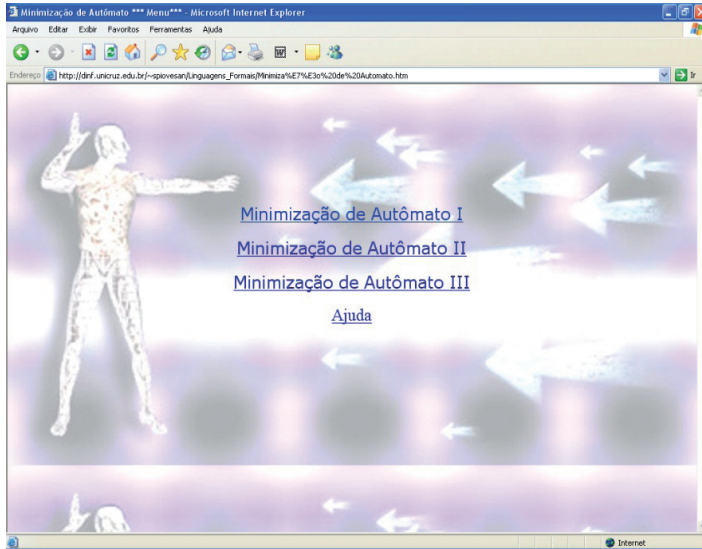 Minimização de Autômato *** Menu*** - Microsoft Internet Explorer
Arquivo Editar Exibir Favoritos Ferramentas Ajuda
Endereço http://dinf.unicruz.edu.br/~spiovesan/Linguagens_Formais/Minimiza%E7%E3o%20de%20Automato.htm Ir
Minimização de Autômato I
Minimização de Autômato II
Minimização de Autômato III
Ajuda
Internet